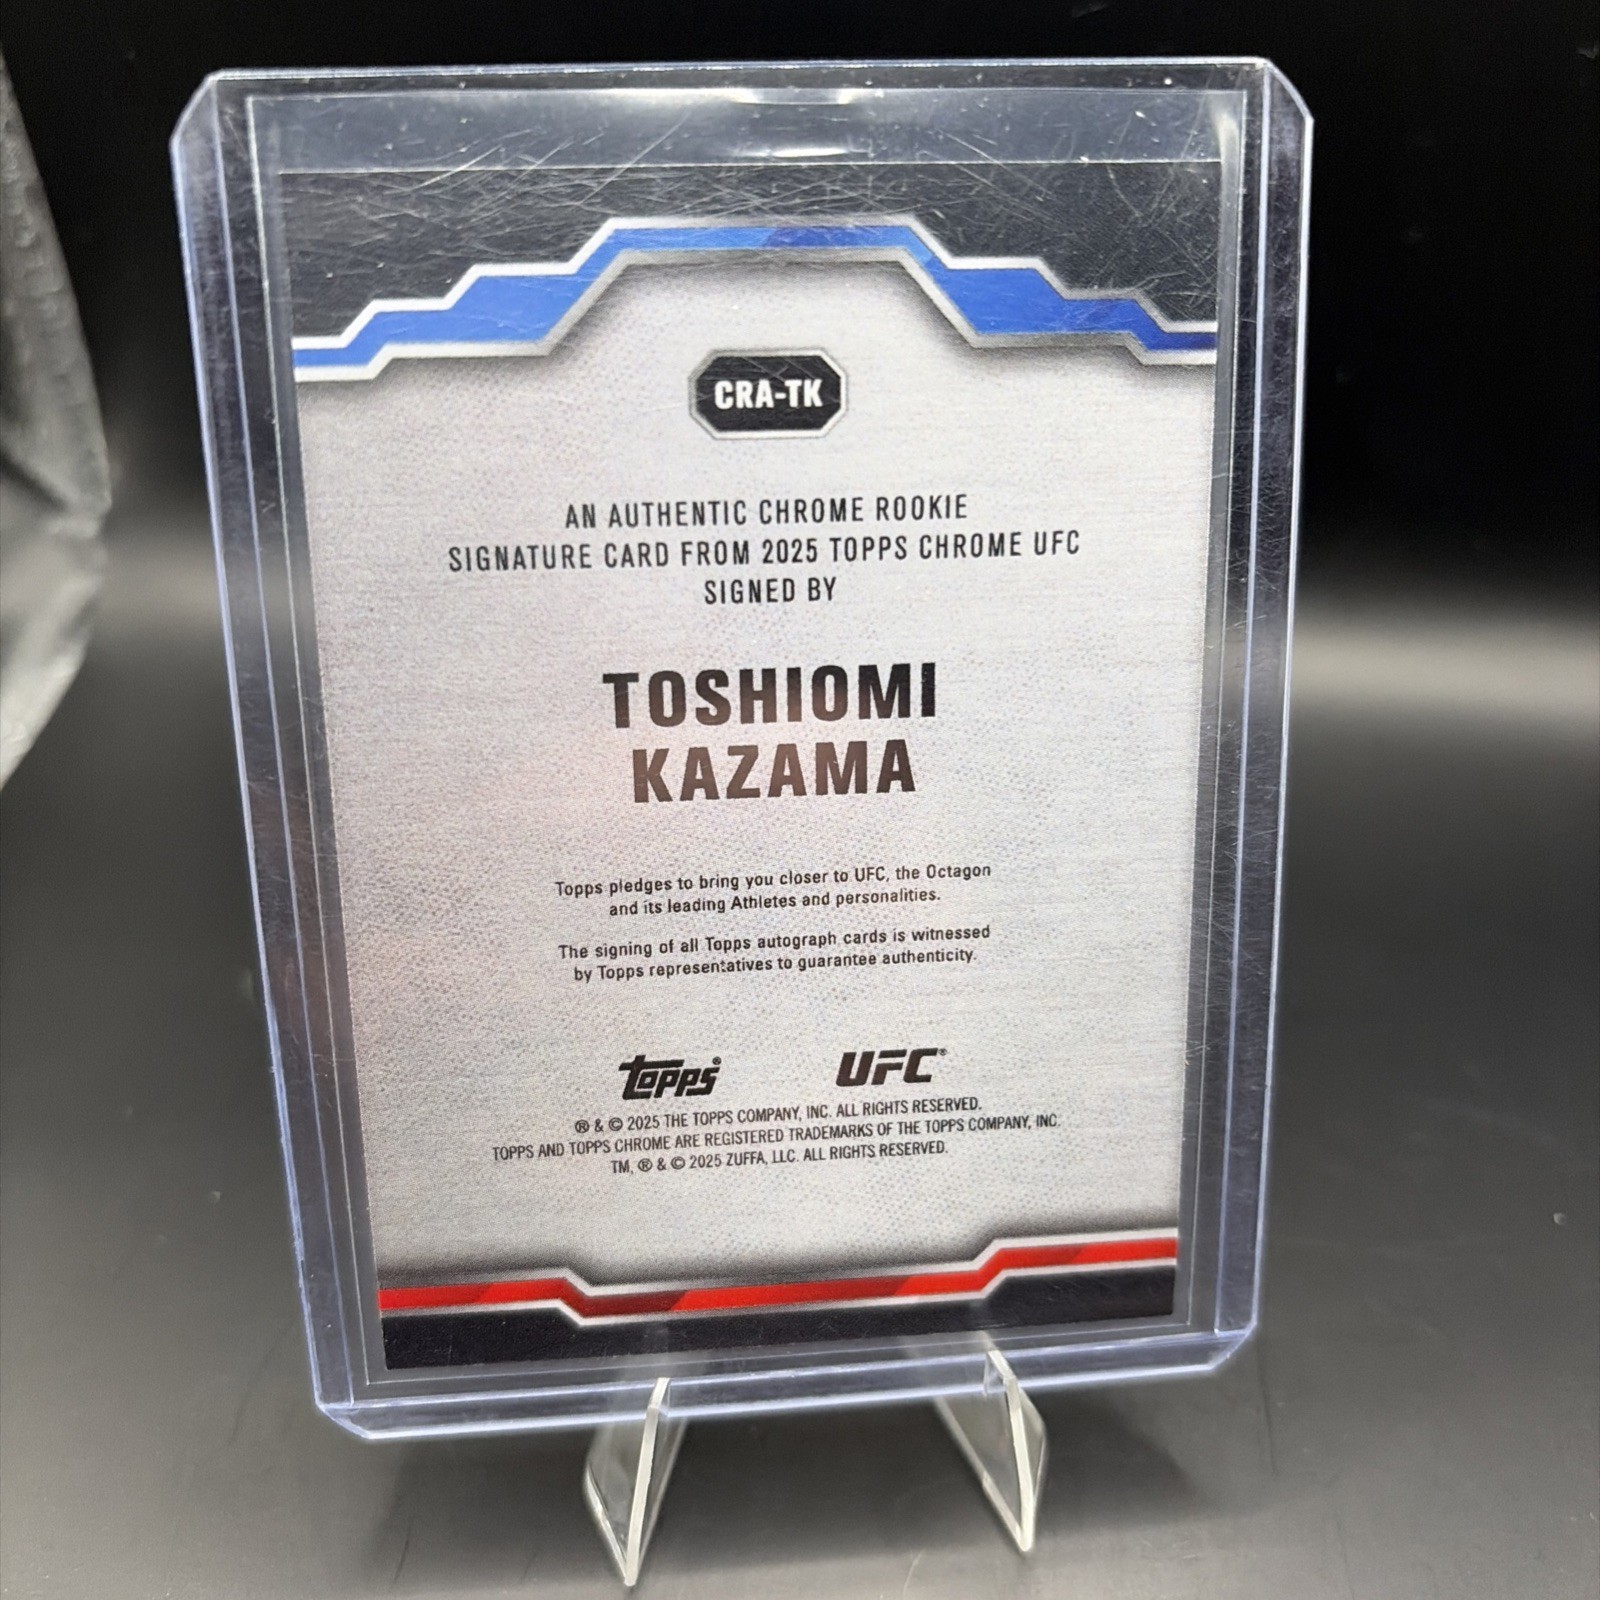 CRA-TK
AN AUTHENTIC CHROME ROOKIE
SIGNATURE CARD FROM 2025 TOPPS CHROME UFC
SIGNED BY
TOSHIOMI
KAZAMA
Topps pledges to bring you closer to UFC, the Octagon
and its leading Athletes and personalities.
The signing of all Topps autograph cards is witnessed
by Topps representatives to guarantee authenticity.
Topps® UFC®
® & © 2025 THE TOPPS COMPANY, INC. ALL RIGHTS RESERVED.
TOPPS AND TOPPS CHROME ARE REGISTERED TRADEMARKS OF THE TOPPS COMPANY, INC.
TM, ® & © 2025 ZUFFA, LLC. ALL RIGHTS RESERVED.